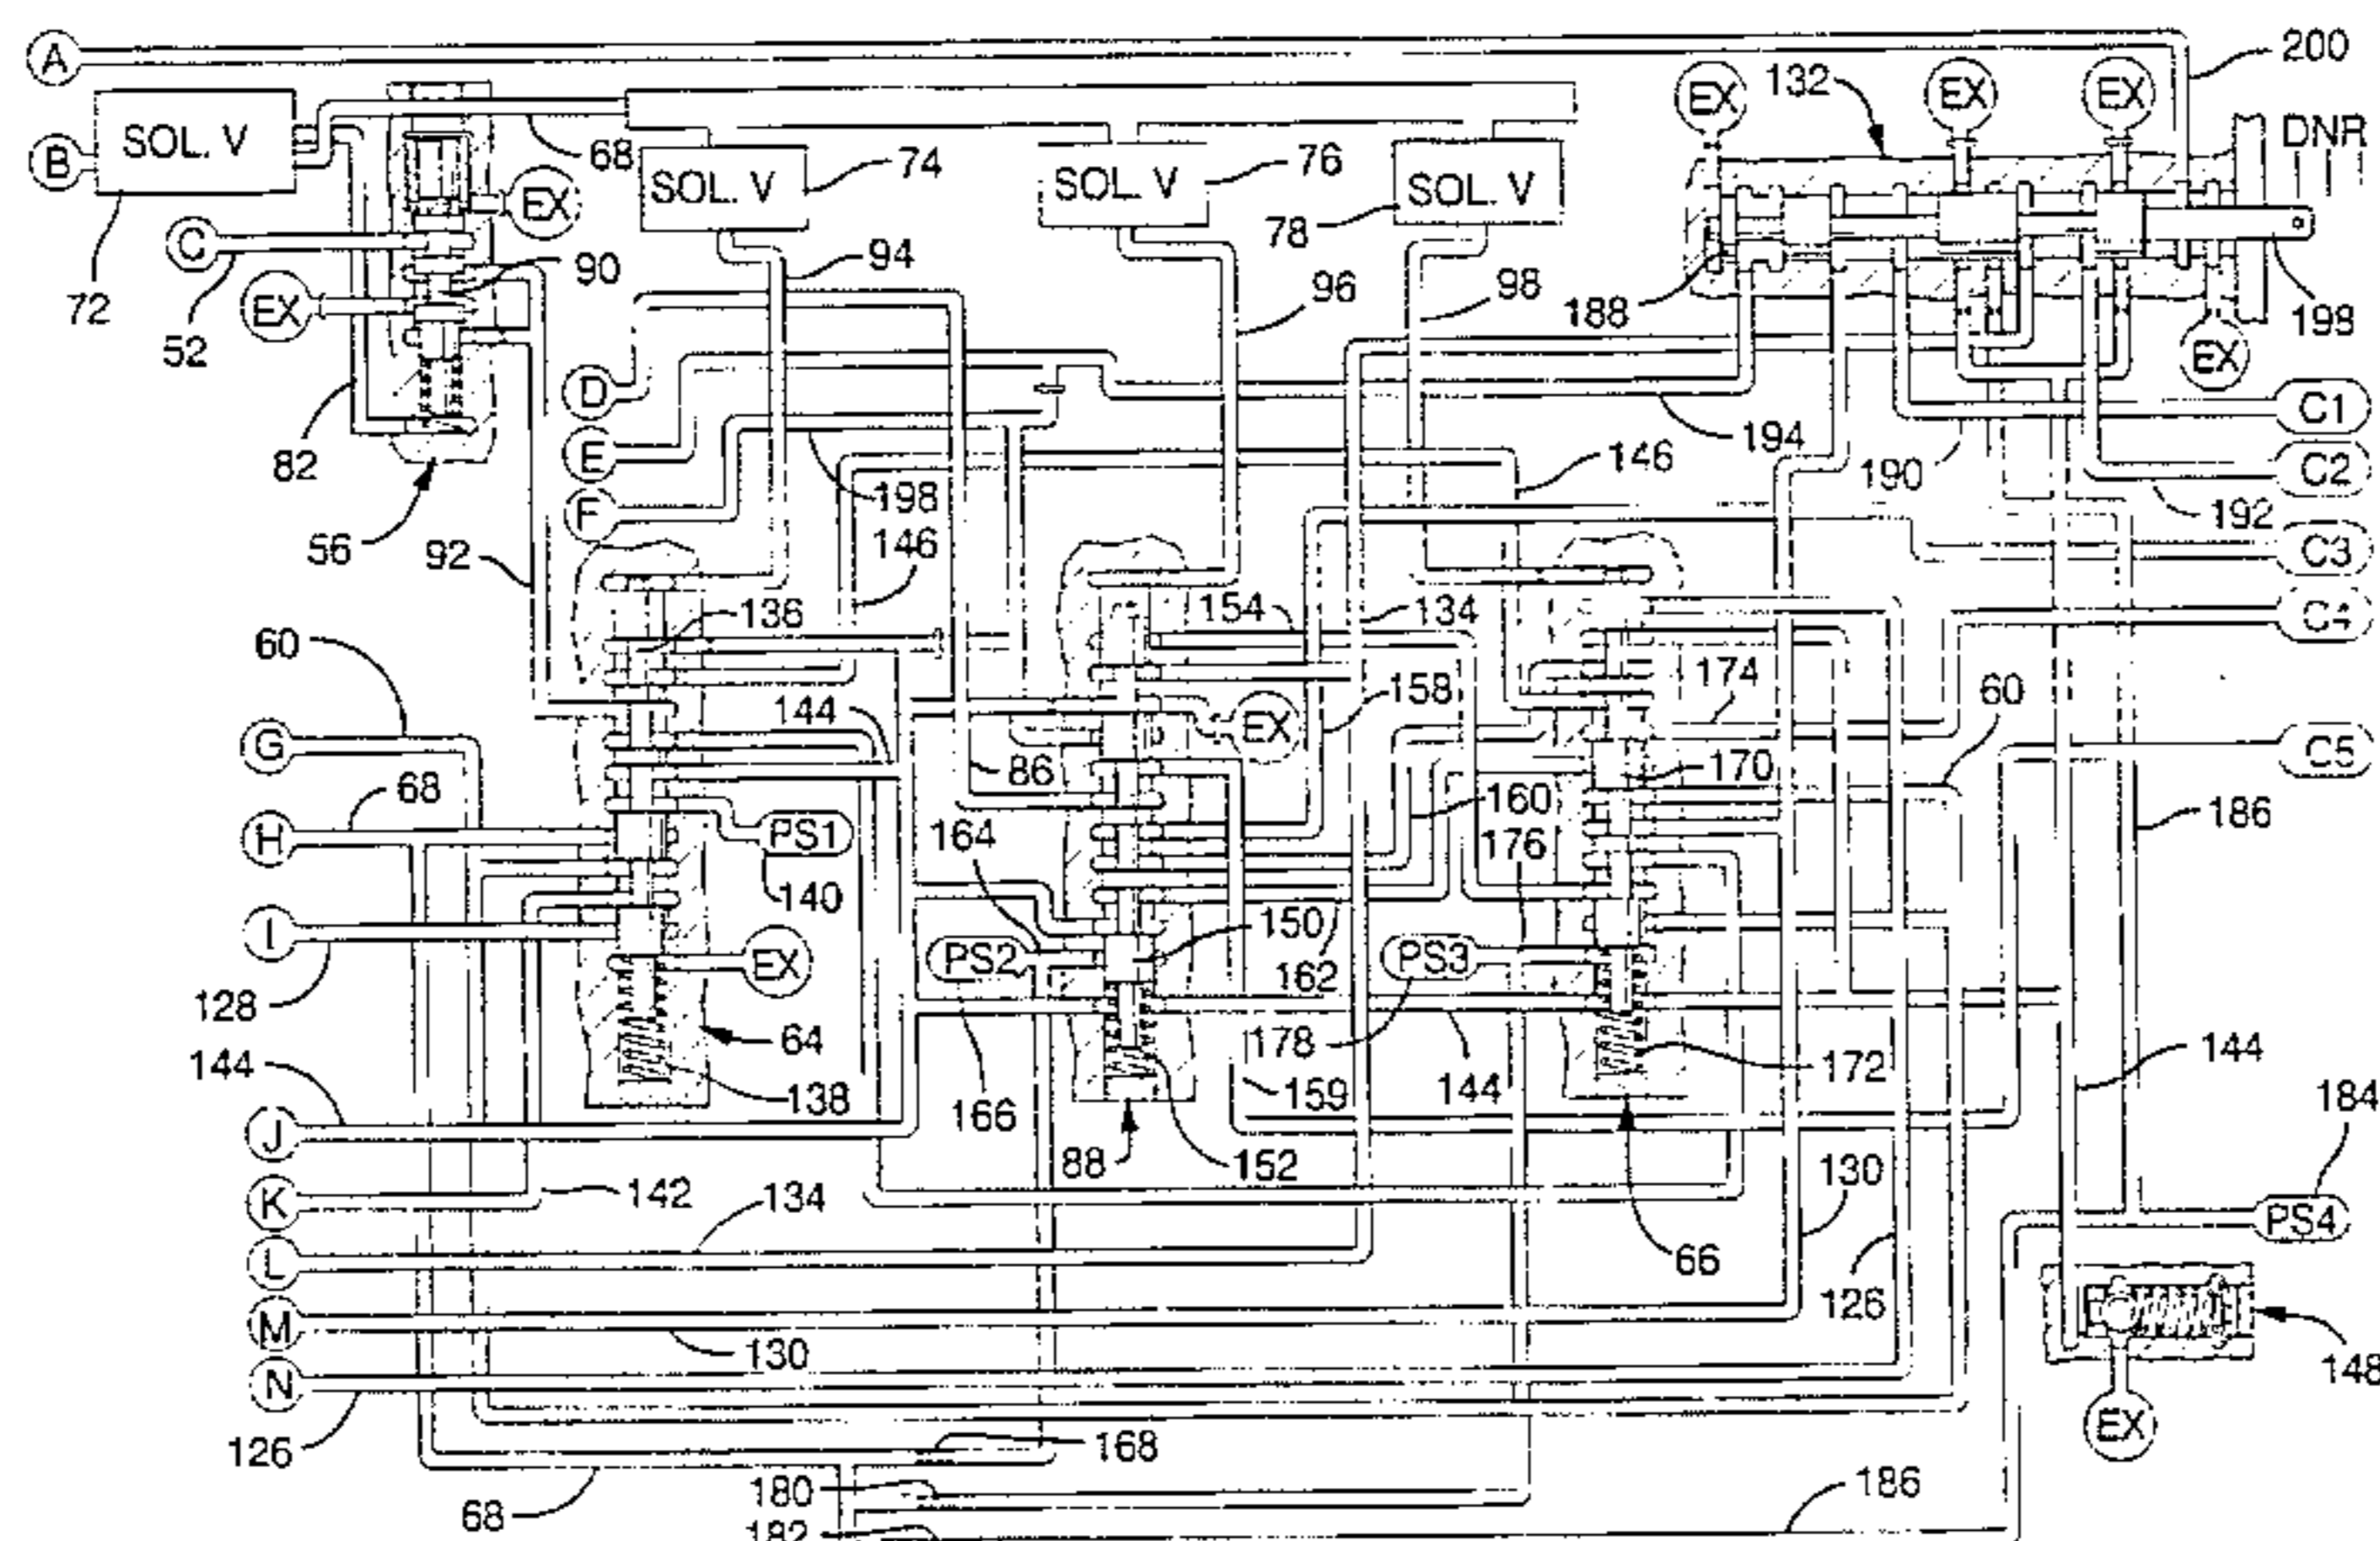 A
200
EX
132
EX
EX
SOL. V
B
68
SOL. V
74
SOL. V
76
SOL. V
78
DNR
EX
C
72
52
90
EX
94
96
98
188
198
EX
D
E
F
82
56
198
146
194
146
190
192
C1
C2
C3
C4
C5
92
136
154
134
60
158
174
60
G
144
EX
86
170
68
160
H
PS1
164
176
186
140
I
150
PS2
162
PS3
EX
128
64
178
172
144
144
138
166
159
144
184
J
88
152
142
134
130
K
PS4
L
66
126
M
148
130
N
EX
126
168
180
186
68
182